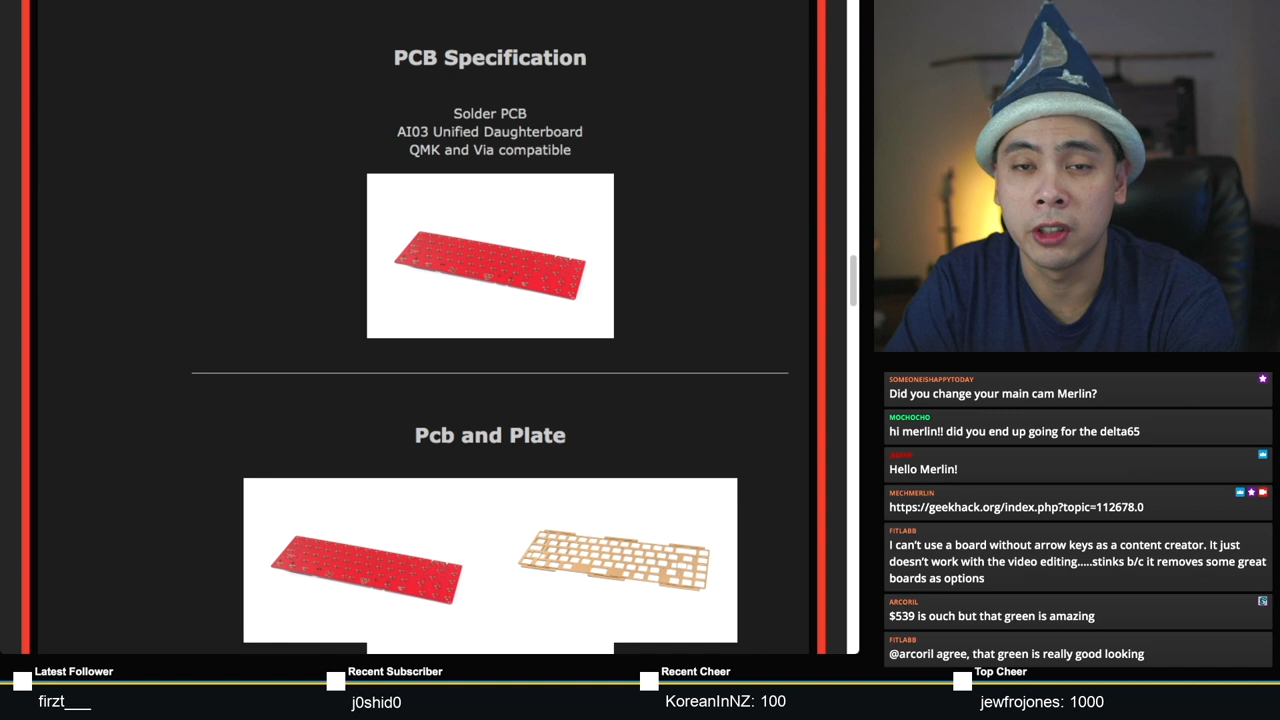 PCB Specification
Solder PCB
AI03 Unified Daughterboard
QMK and Via compatible
Pcb and Plate
SOMEONEISHAPPYTODAY
Did you change your main cam Merlin?
MOCHOCHO
hi merlin!! did you end up going for the delta65
Hello Merlin!
MECHMERLIN
https://geekhack.org/index.php?topic=112678.0
FITLABB
I can't use a board without arrow keys as a content creator. It just
doesn't work with the video editing.....stinks b/c it removes some great
boards as options
ARCORIL
$539 is ouch but that green is amazing
FITLABB
@arcoril agree, that green is really good looking
Latest Follower
firzt___
Recent Subscriber
j0shid0
Recent Cheer
KoreanInNZ: 100
Top Cheer
jewfrojones: 1000